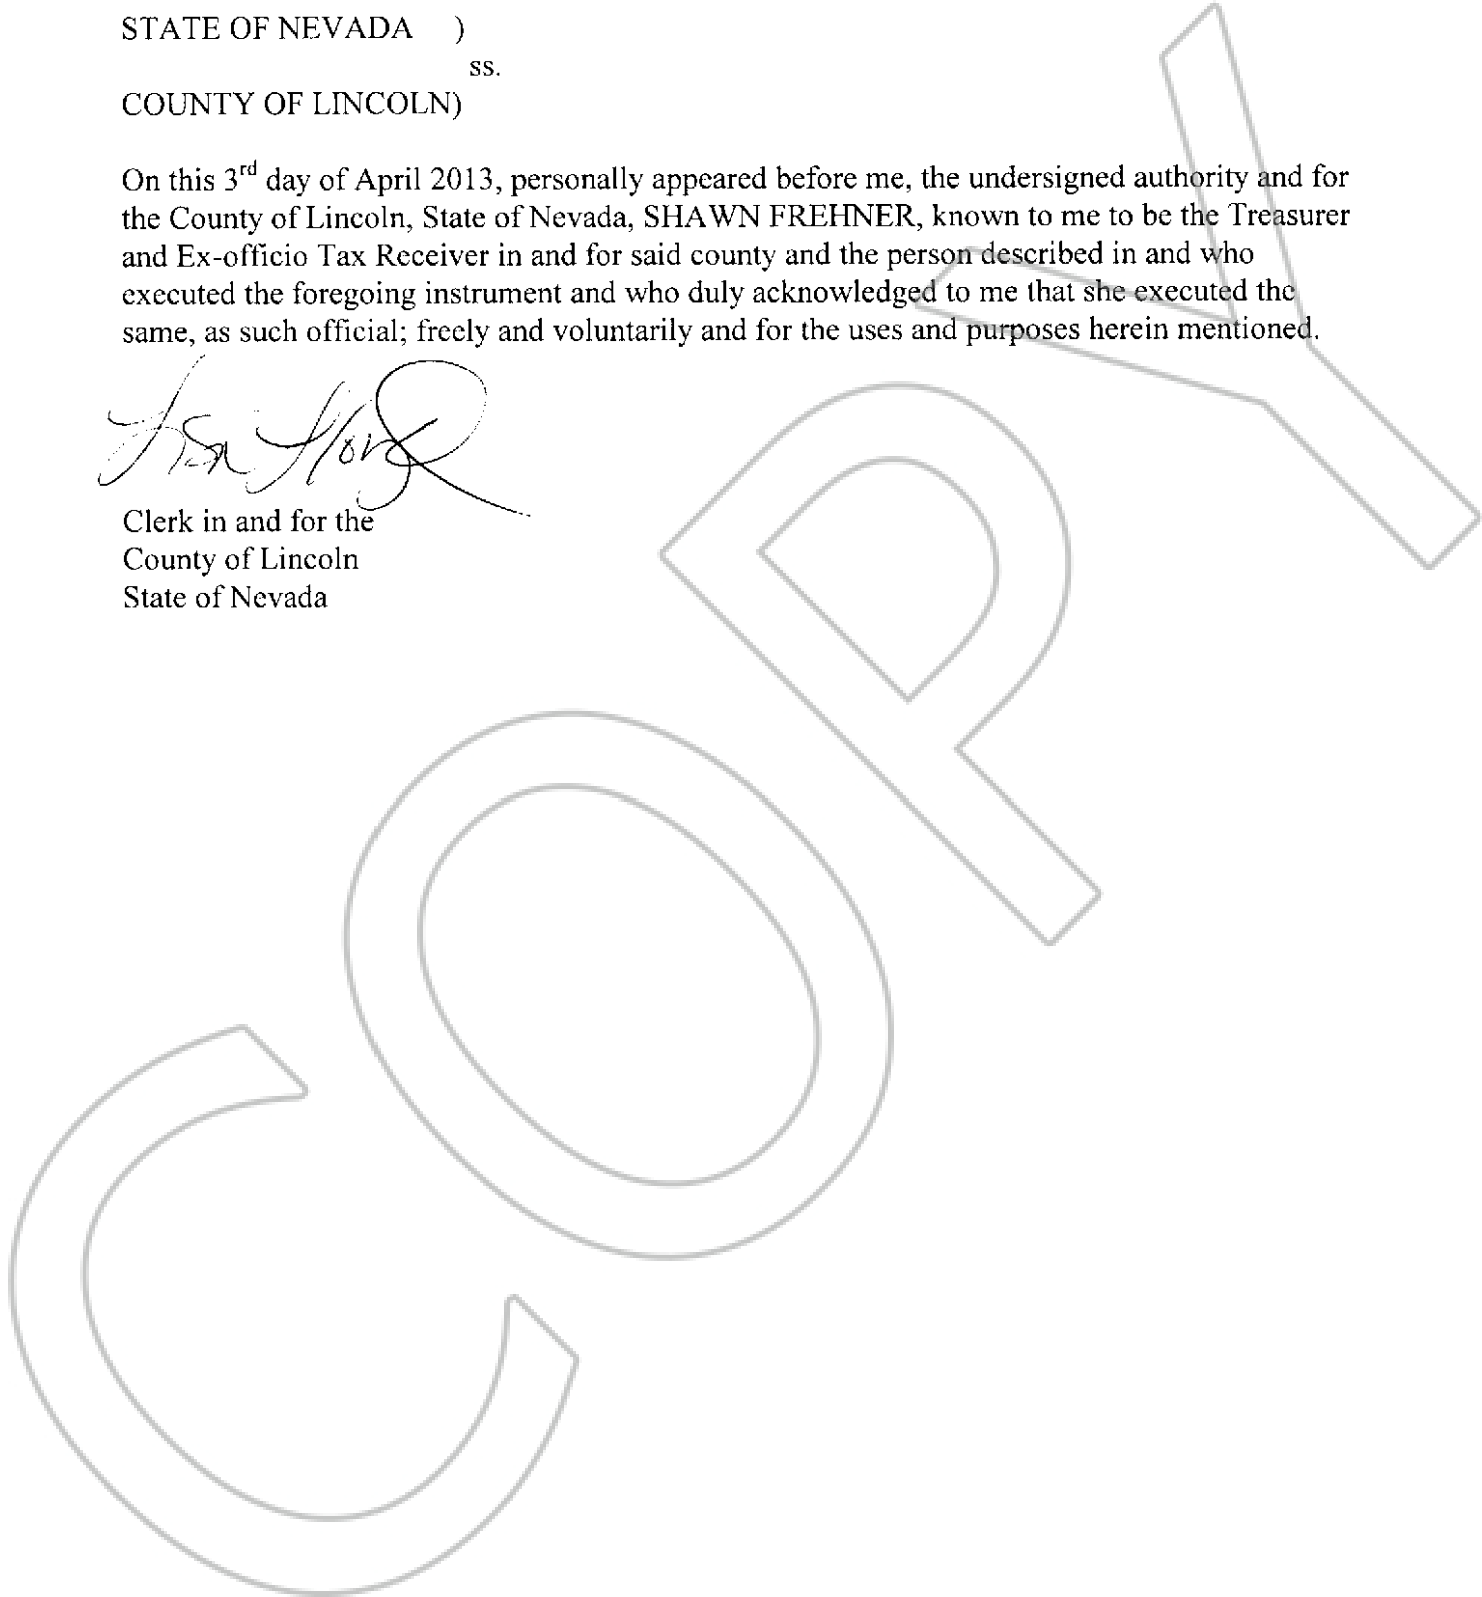 STATE OF NEVADA )
ss.
COUNTY OF LINCOLN)
On this 3rd day of April 2013, personally appeared before me, the undersigned authority and for
the County of Lincoln, State of Nevada, SHAWN FREHNER, known to me to be the Treasurer
and Ex-officio Tax Receiver in and for said county and the person described in and who
executed the foregoing instrument and who duly acknowledged to me that she executed the
same, as such official; freely and voluntarily and for the uses and purposes herein mentioned.
Lisa
Clerk in and for the
County of Lincoln
State of Nevada
COPY